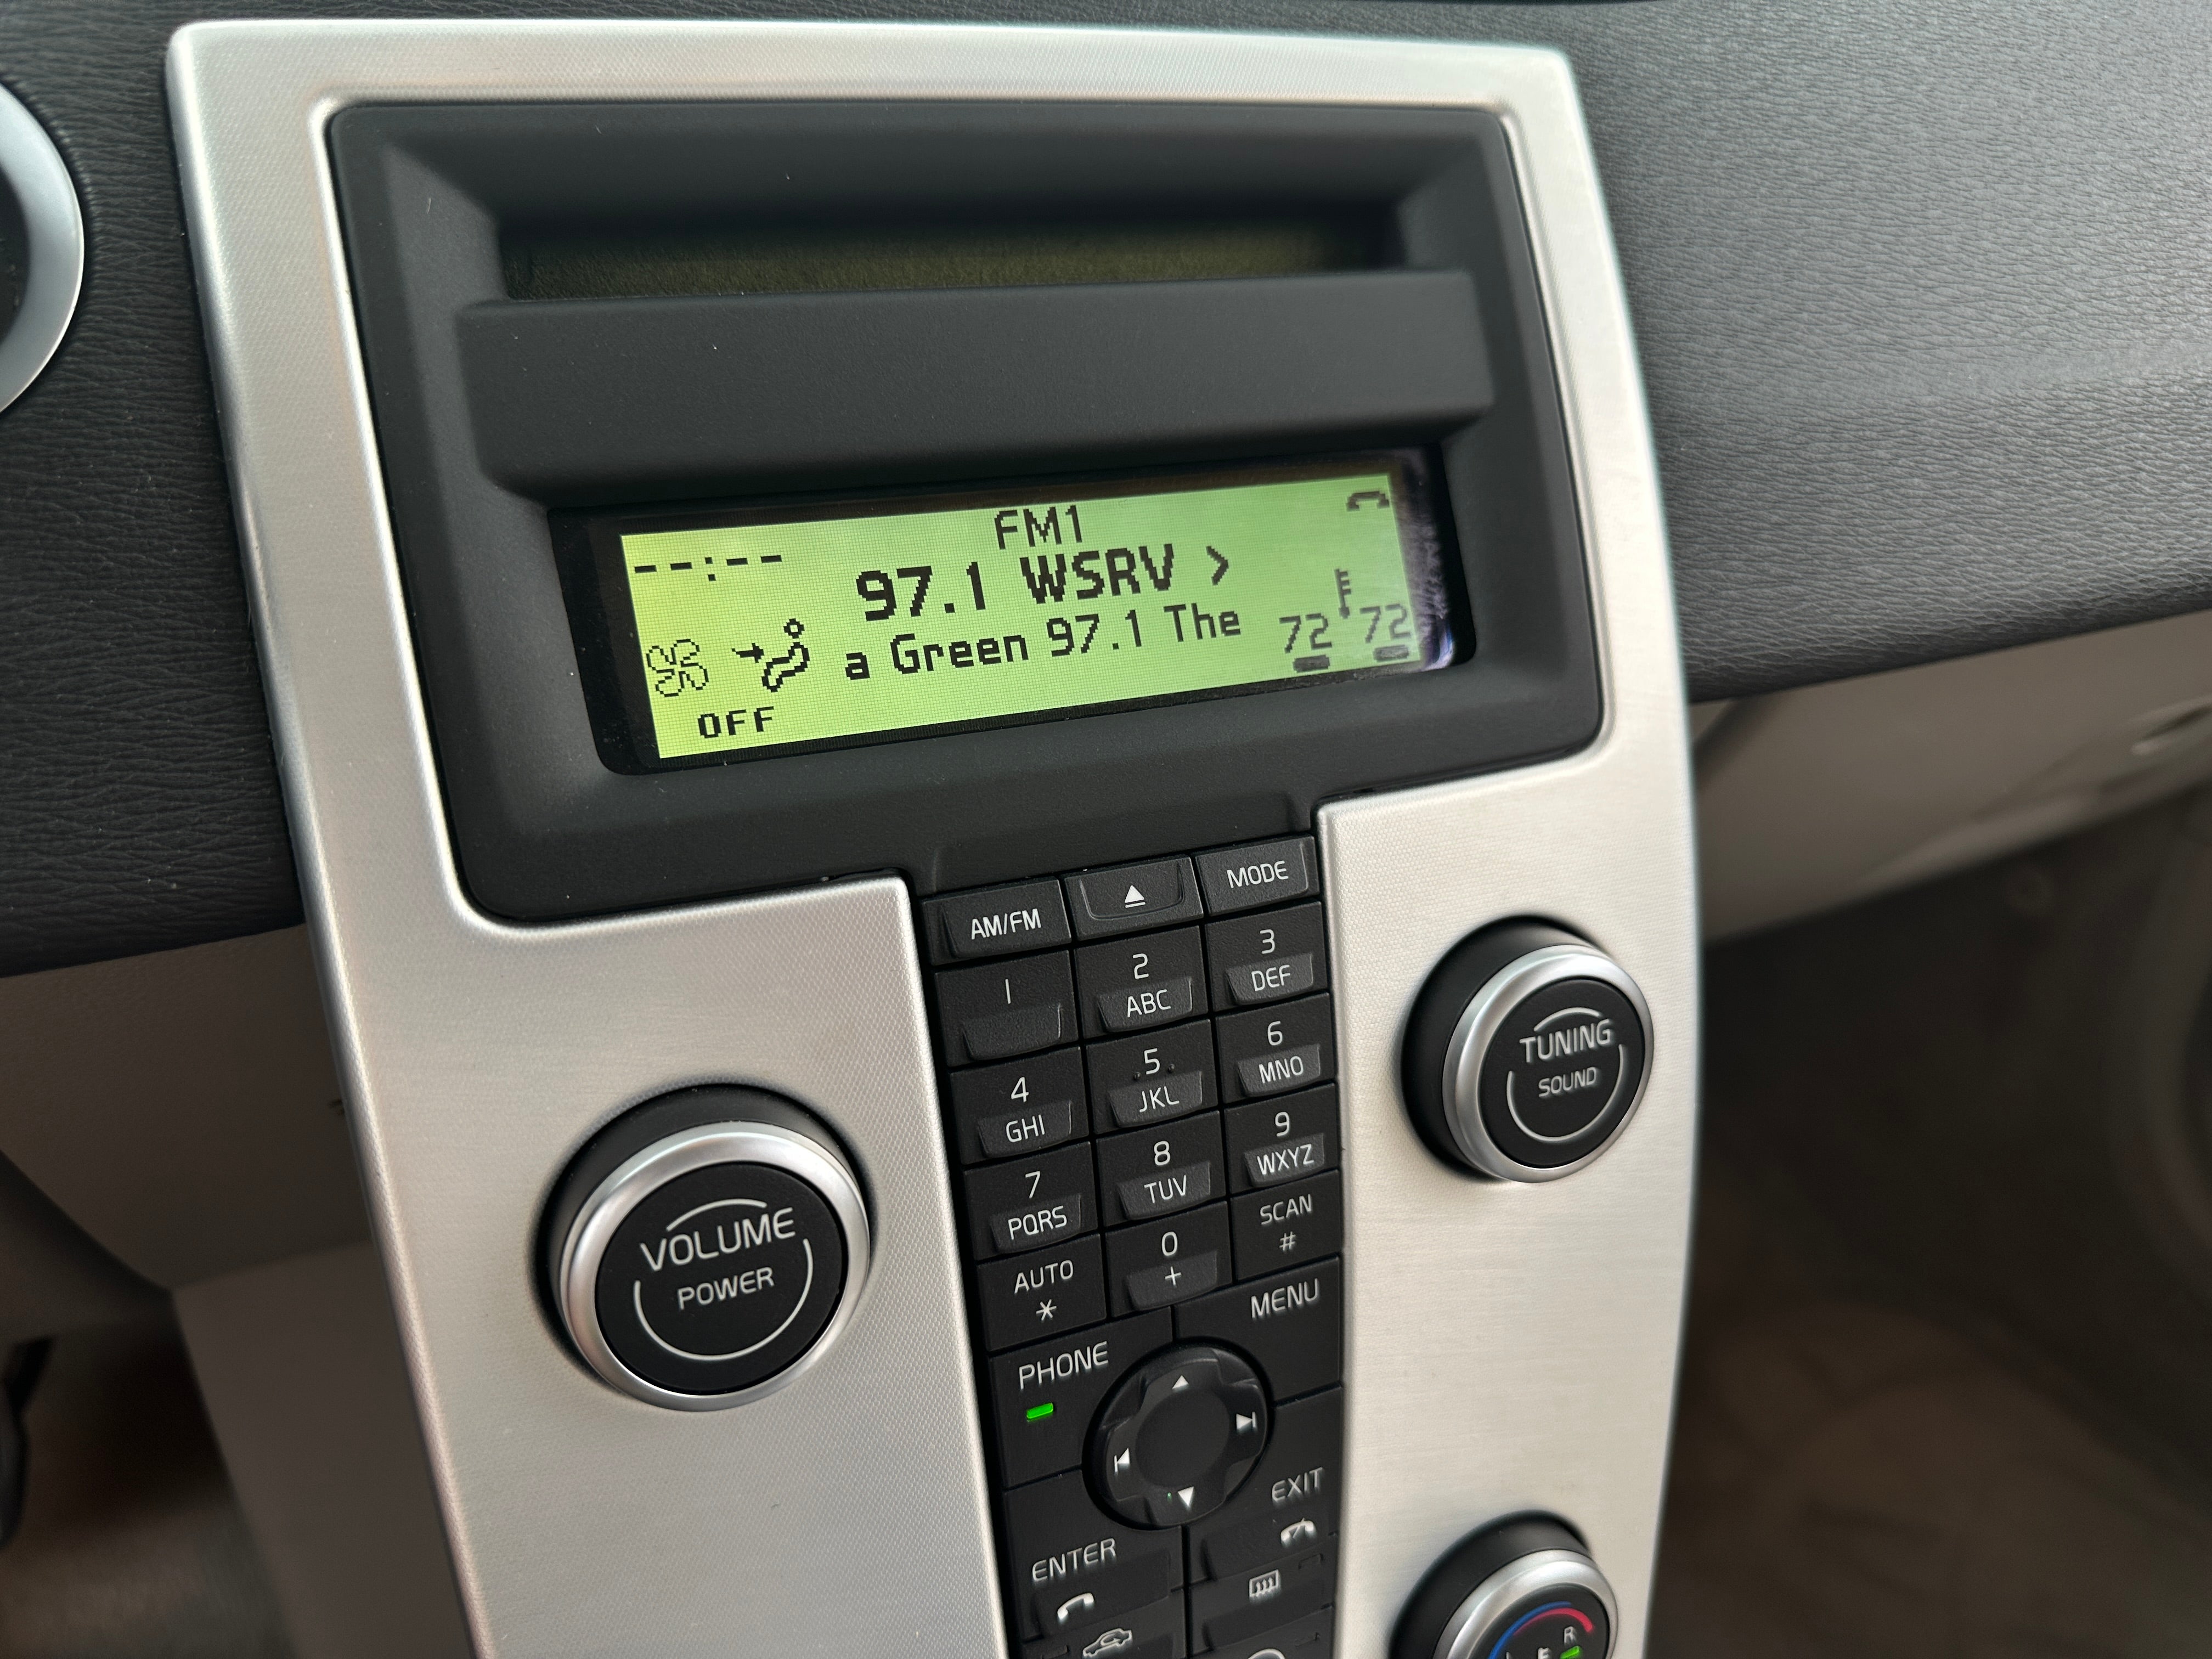 FM1
--:--
97.1 WSRV >
a Green 97.1 The
72 72
OFF
AM/FM
MODE
1
2
ABC
3
DEF
4
GHI
5
JKL
6
MNO
7
PQRS
8
TUV
9
WXYZ
AUTO
*
0
+
SCAN
#
PHONE
MENU
ENTER
EXIT
VOLUME
POWER
TUNING
SOUND
R